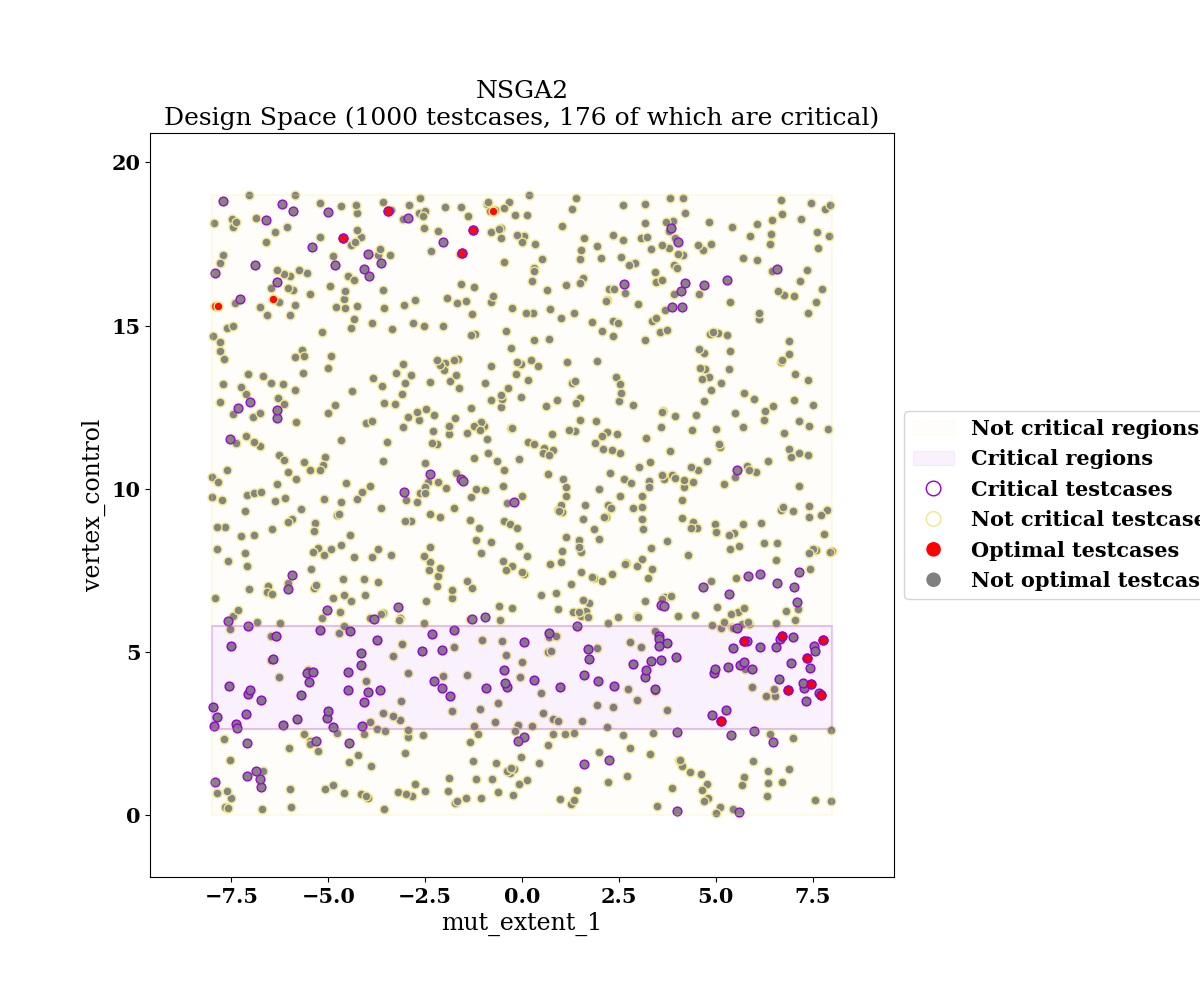 NSGA2
Design Space (1000 testcases, 176 of which are critical)
20
15
10
5
0
vertex_control
−7.5
−5.0
−2.5
0.0
2.5
5.0
7.5
mut_extent_1
Not critical regions
Critical regions
Critical testcases
Not critical testcase
Optimal testcases
Not optimal testcas